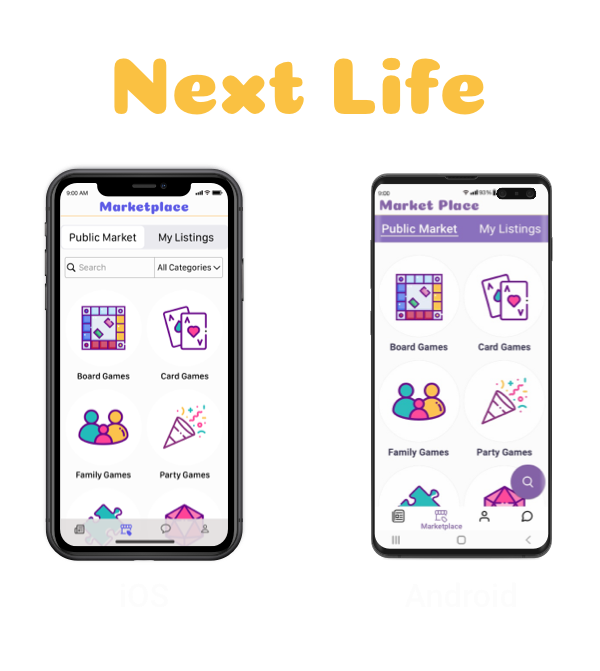 Next Life
9:00 AM
Marketplace
Public Market My Listings
Search All Categories
Board Games Card Games
Family Games Party Games
9:00 93%
Market Place
Public Market My Listings
Board Games Card Games
Family Games Party Games
Marketplace
iOS Android